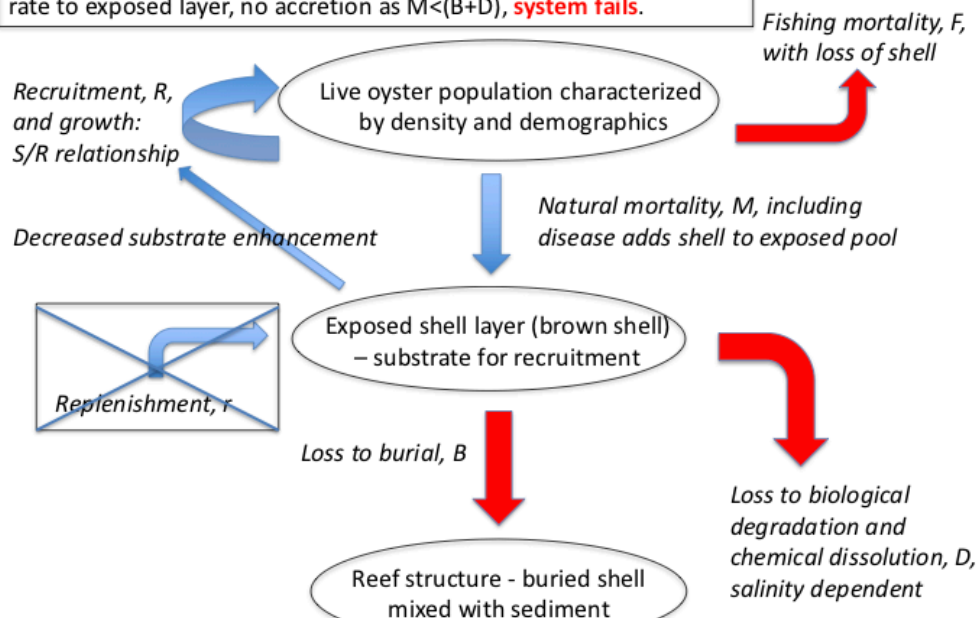 rate to exposed layer, no accretion as M<(B+D), system fails.
Fishing mortality, F,
with loss of shell
Recruitment, R,
and growth:
S/R relationship
Live oyster population characterized
by density and demographics
Natural mortality, M, including
disease adds shell to exposed pool
Decreased substrate enhancement
Exposed shell layer (brown shell)
– substrate for recruitment
Replenishment, r
Loss to burial, B
Loss to biological
degradation and
chemical dissolution, D,
salinity dependent
Reef structure - buried shell
mixed with sediment